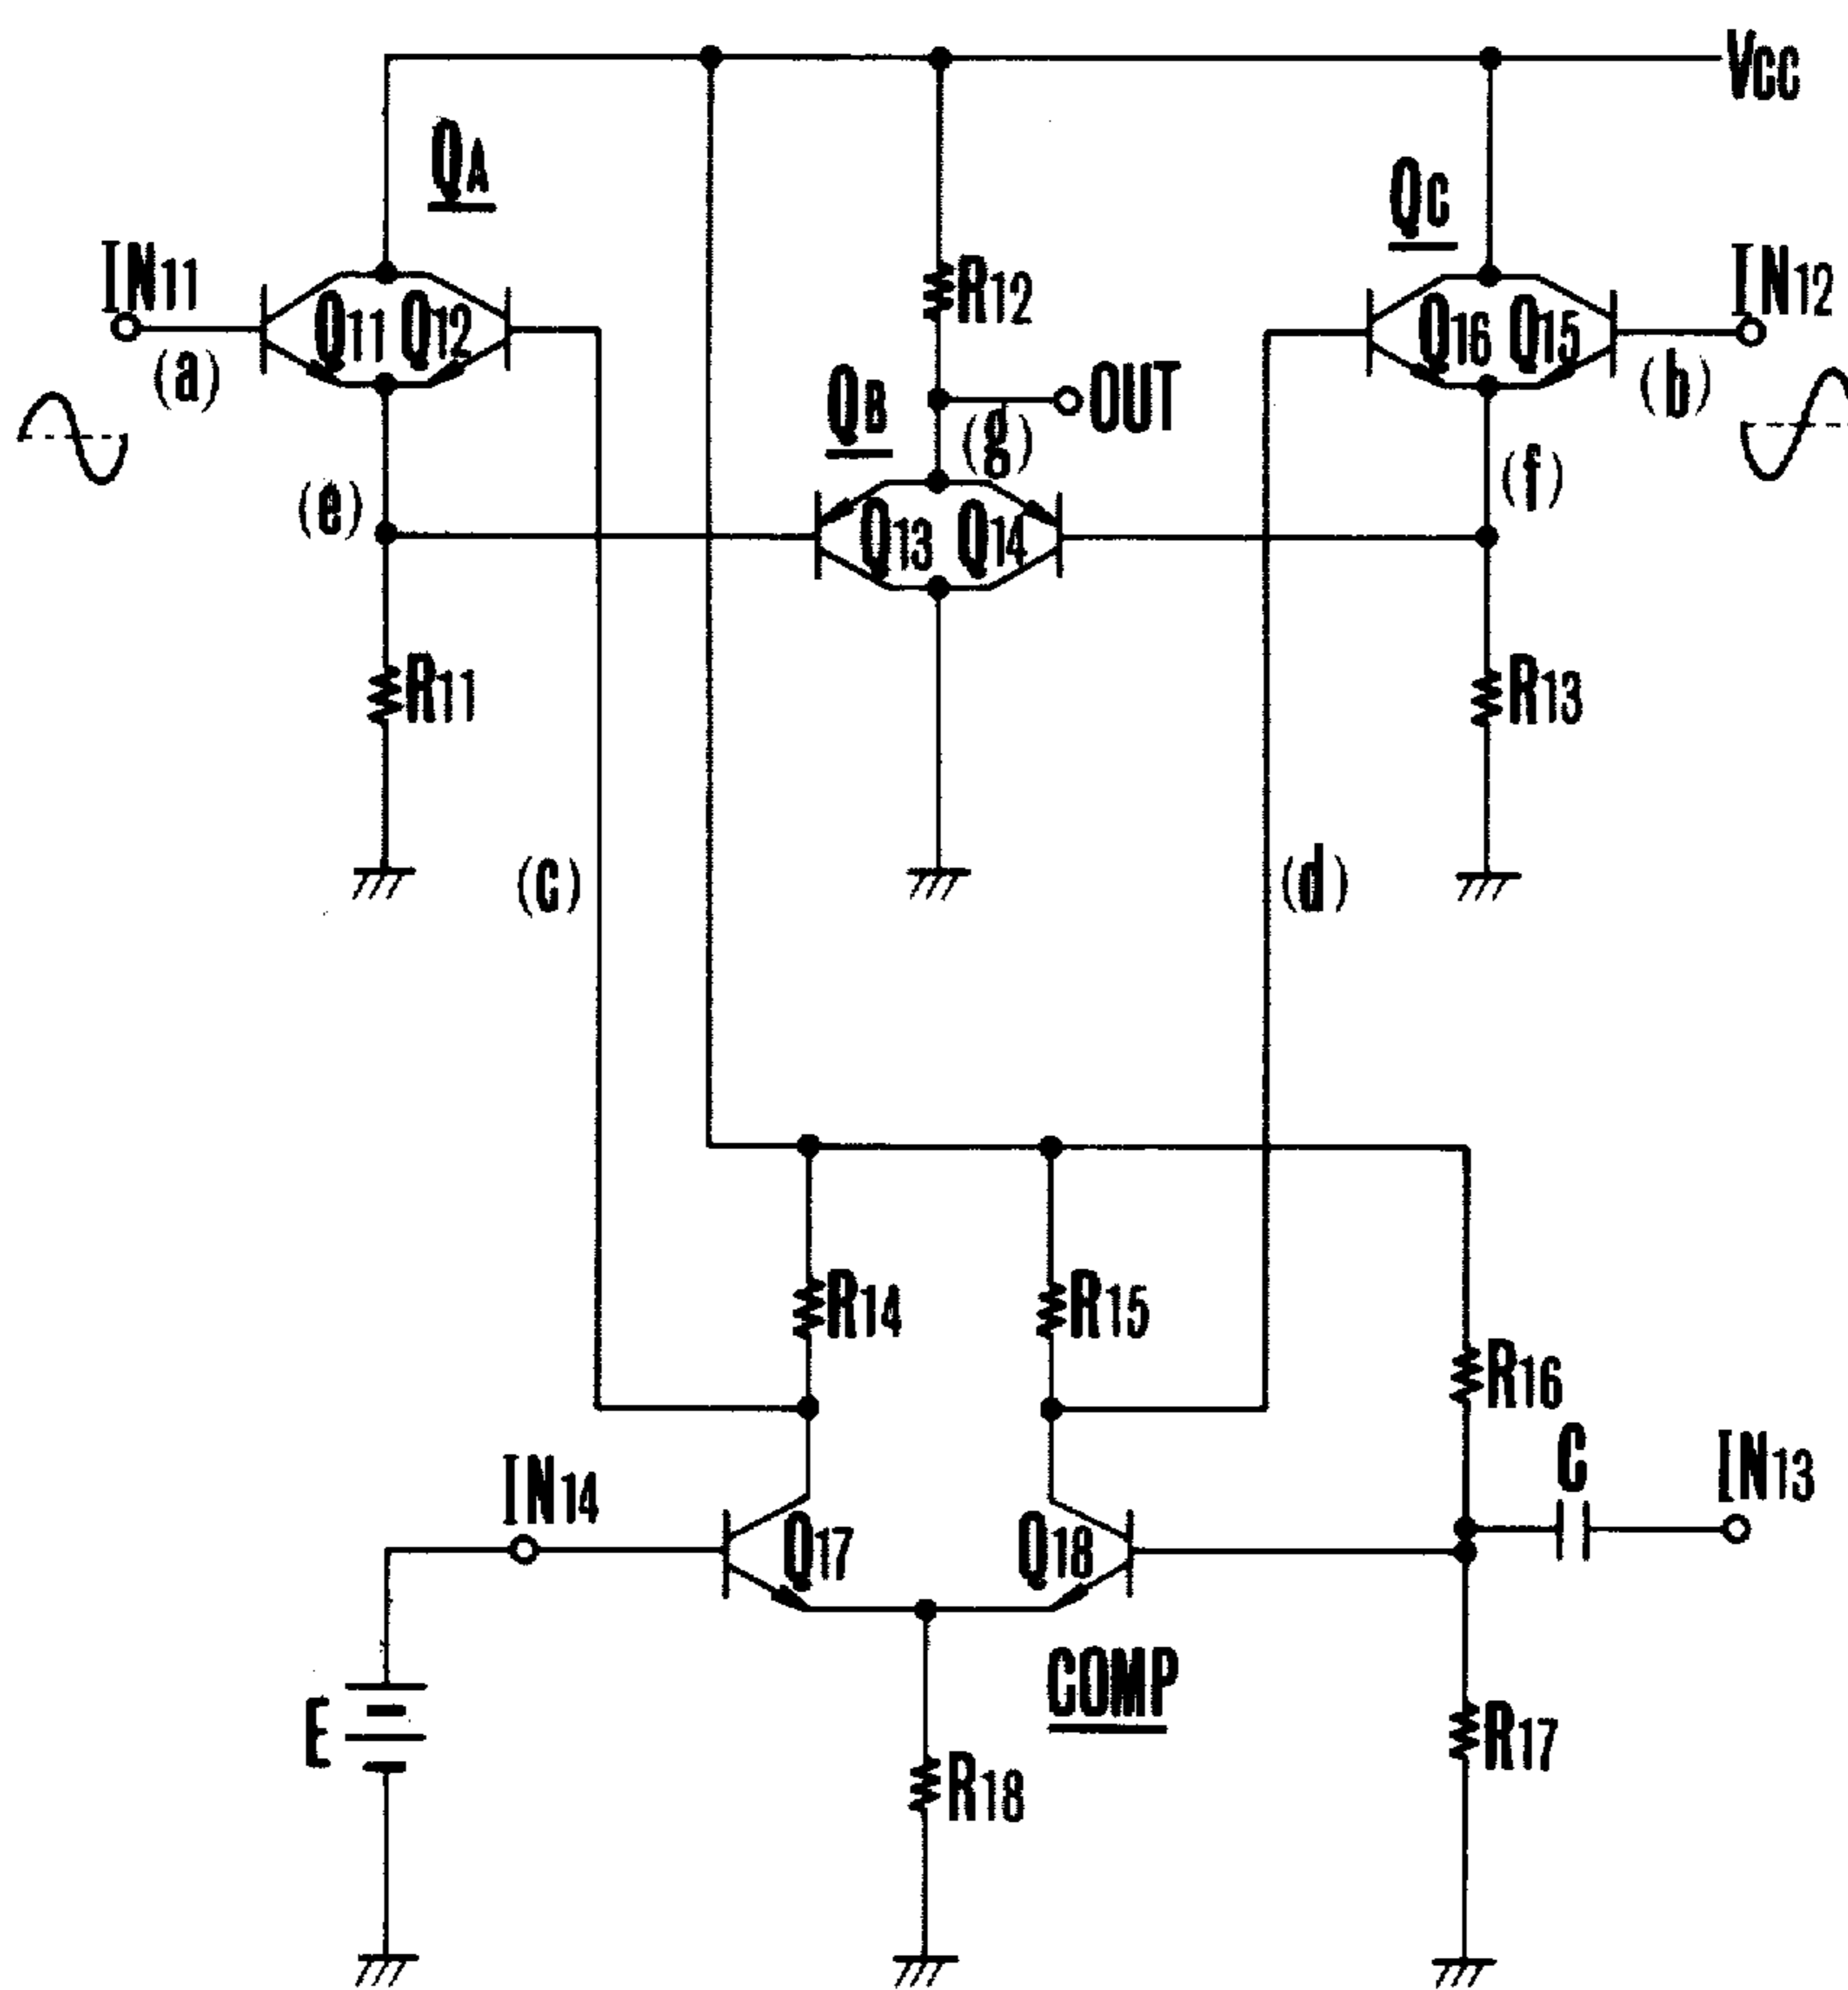 VCC
QA
QC
IN11
Q11
Q12
R12
Q16
Q15
IN12
(a)
QB
OUT
(b)
(g)
(e)
(f)
Q13
Q14
R11
R13
(c)
(d)
R14
R15
R16
C
IN13
IN14
Q17
Q18
COMP
E
R17
R18